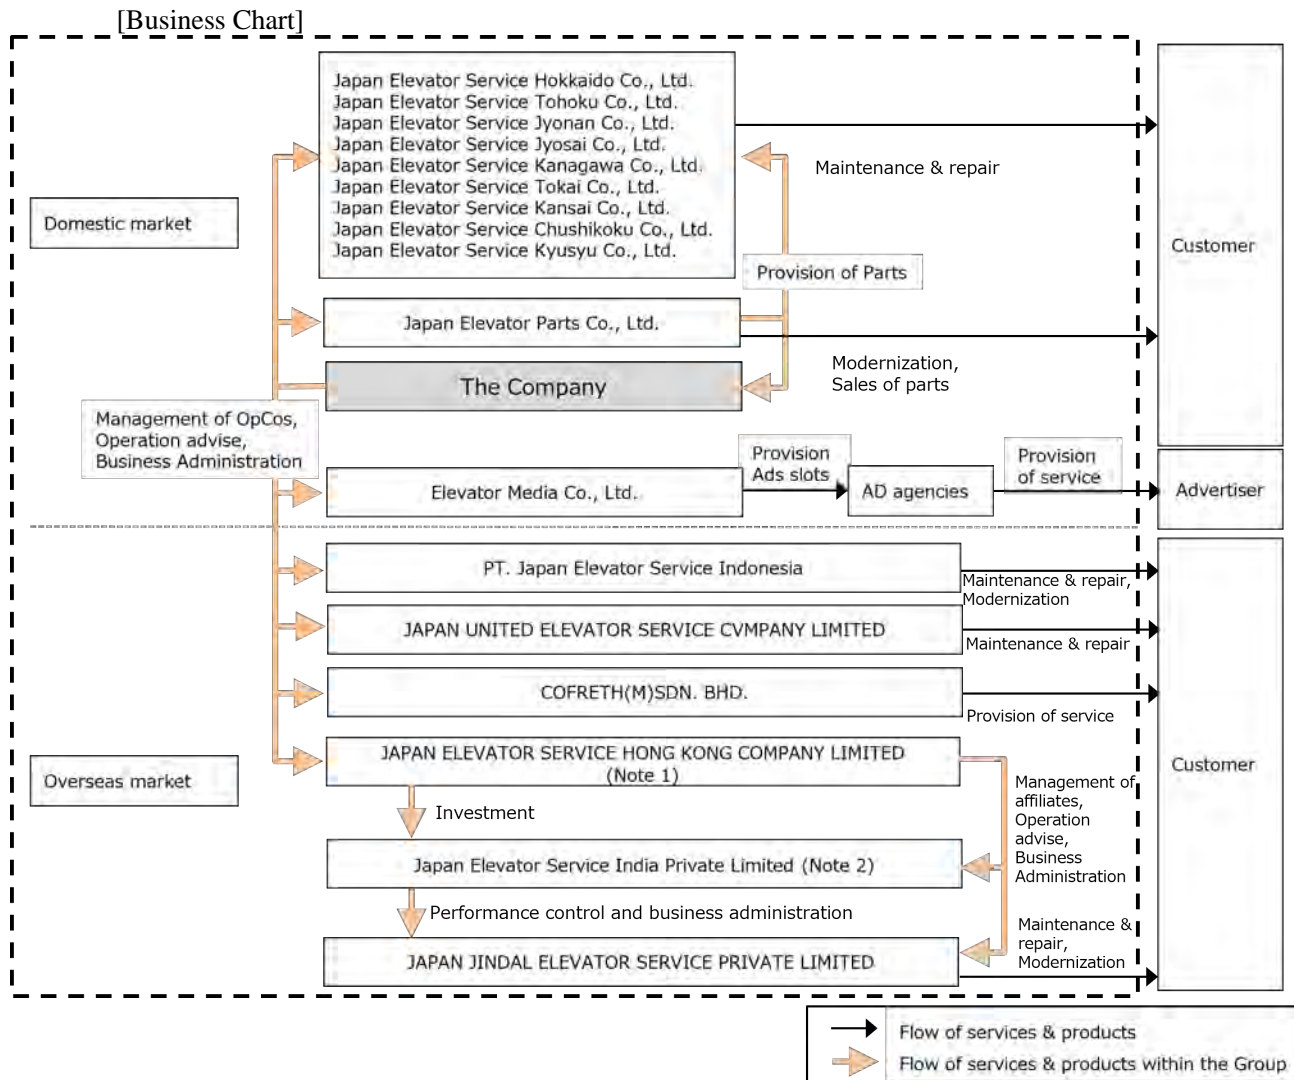 [Business Chart]
Japan Elevator Service Hokkaido Co., Ltd.
Japan Elevator Service Tohoku Co., Ltd.
Japan Elevator Service Jyonan Co., Ltd.
Japan Elevator Service Jyosai Co., Ltd.
Japan Elevator Service Kanagawa Co., Ltd.
Japan Elevator Service Tokai Co., Ltd.
Japan Elevator Service Kansai Co., Ltd.
Japan Elevator Service Chushikoku Co., Ltd.
Japan Elevator Service Kyusyu Co., Ltd.
Maintenance & repair
Domestic market
Customer
Provision of Parts
Japan Elevator Parts Co., Ltd.
Modernization,
Sales of parts
The Company
Management of OpCos,
Operation advise,
Business Administration
Elevator Media Co., Ltd.
Provision
Ads slots
AD agencies
Provision
of service
Advertiser
PT. Japan Elevator Service Indonesia
Maintenance & repair,
Modernization
JAPAN UNITED ELEVATOR SERVICE CVMPANY LIMITED
Maintenance & repair
COFRETH(M)SDN. BHD.
Provision of service
Overseas market
JAPAN ELEVATOR SERVICE HONG KONG COMPANY LIMITED
(Note 1)
Customer
Investment
Management of
affiliates,
Operation
advise,
Business
Administration
Japan Elevator Service India Private Limited (Note 2)
Performance control and business administration
JAPAN JINDAL ELEVATOR SERVICE PRIVATE LIMITED
Maintenance &
repair,
Modernization
Flow of services & products
Flow of services & products within the Group